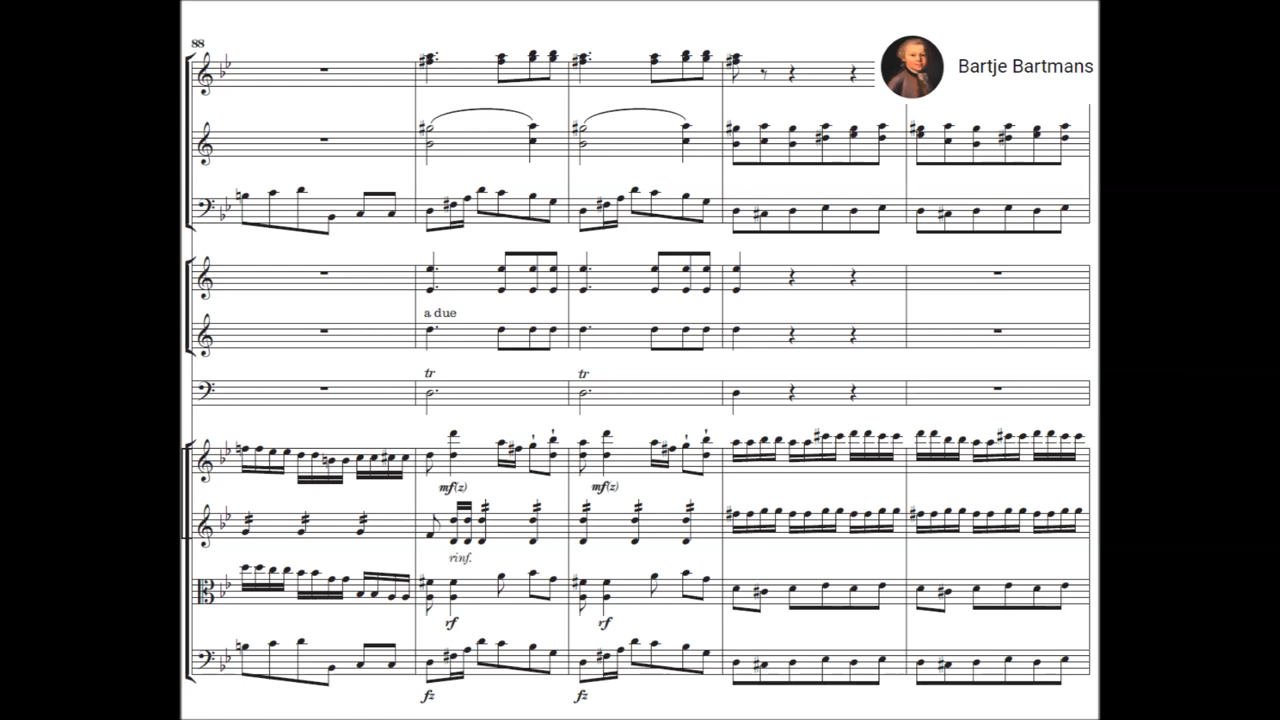 88
Bartje Bartmans
a due
tr
tr
mf(z)
mf(z)
rinf.
rf
rf
fz
fz